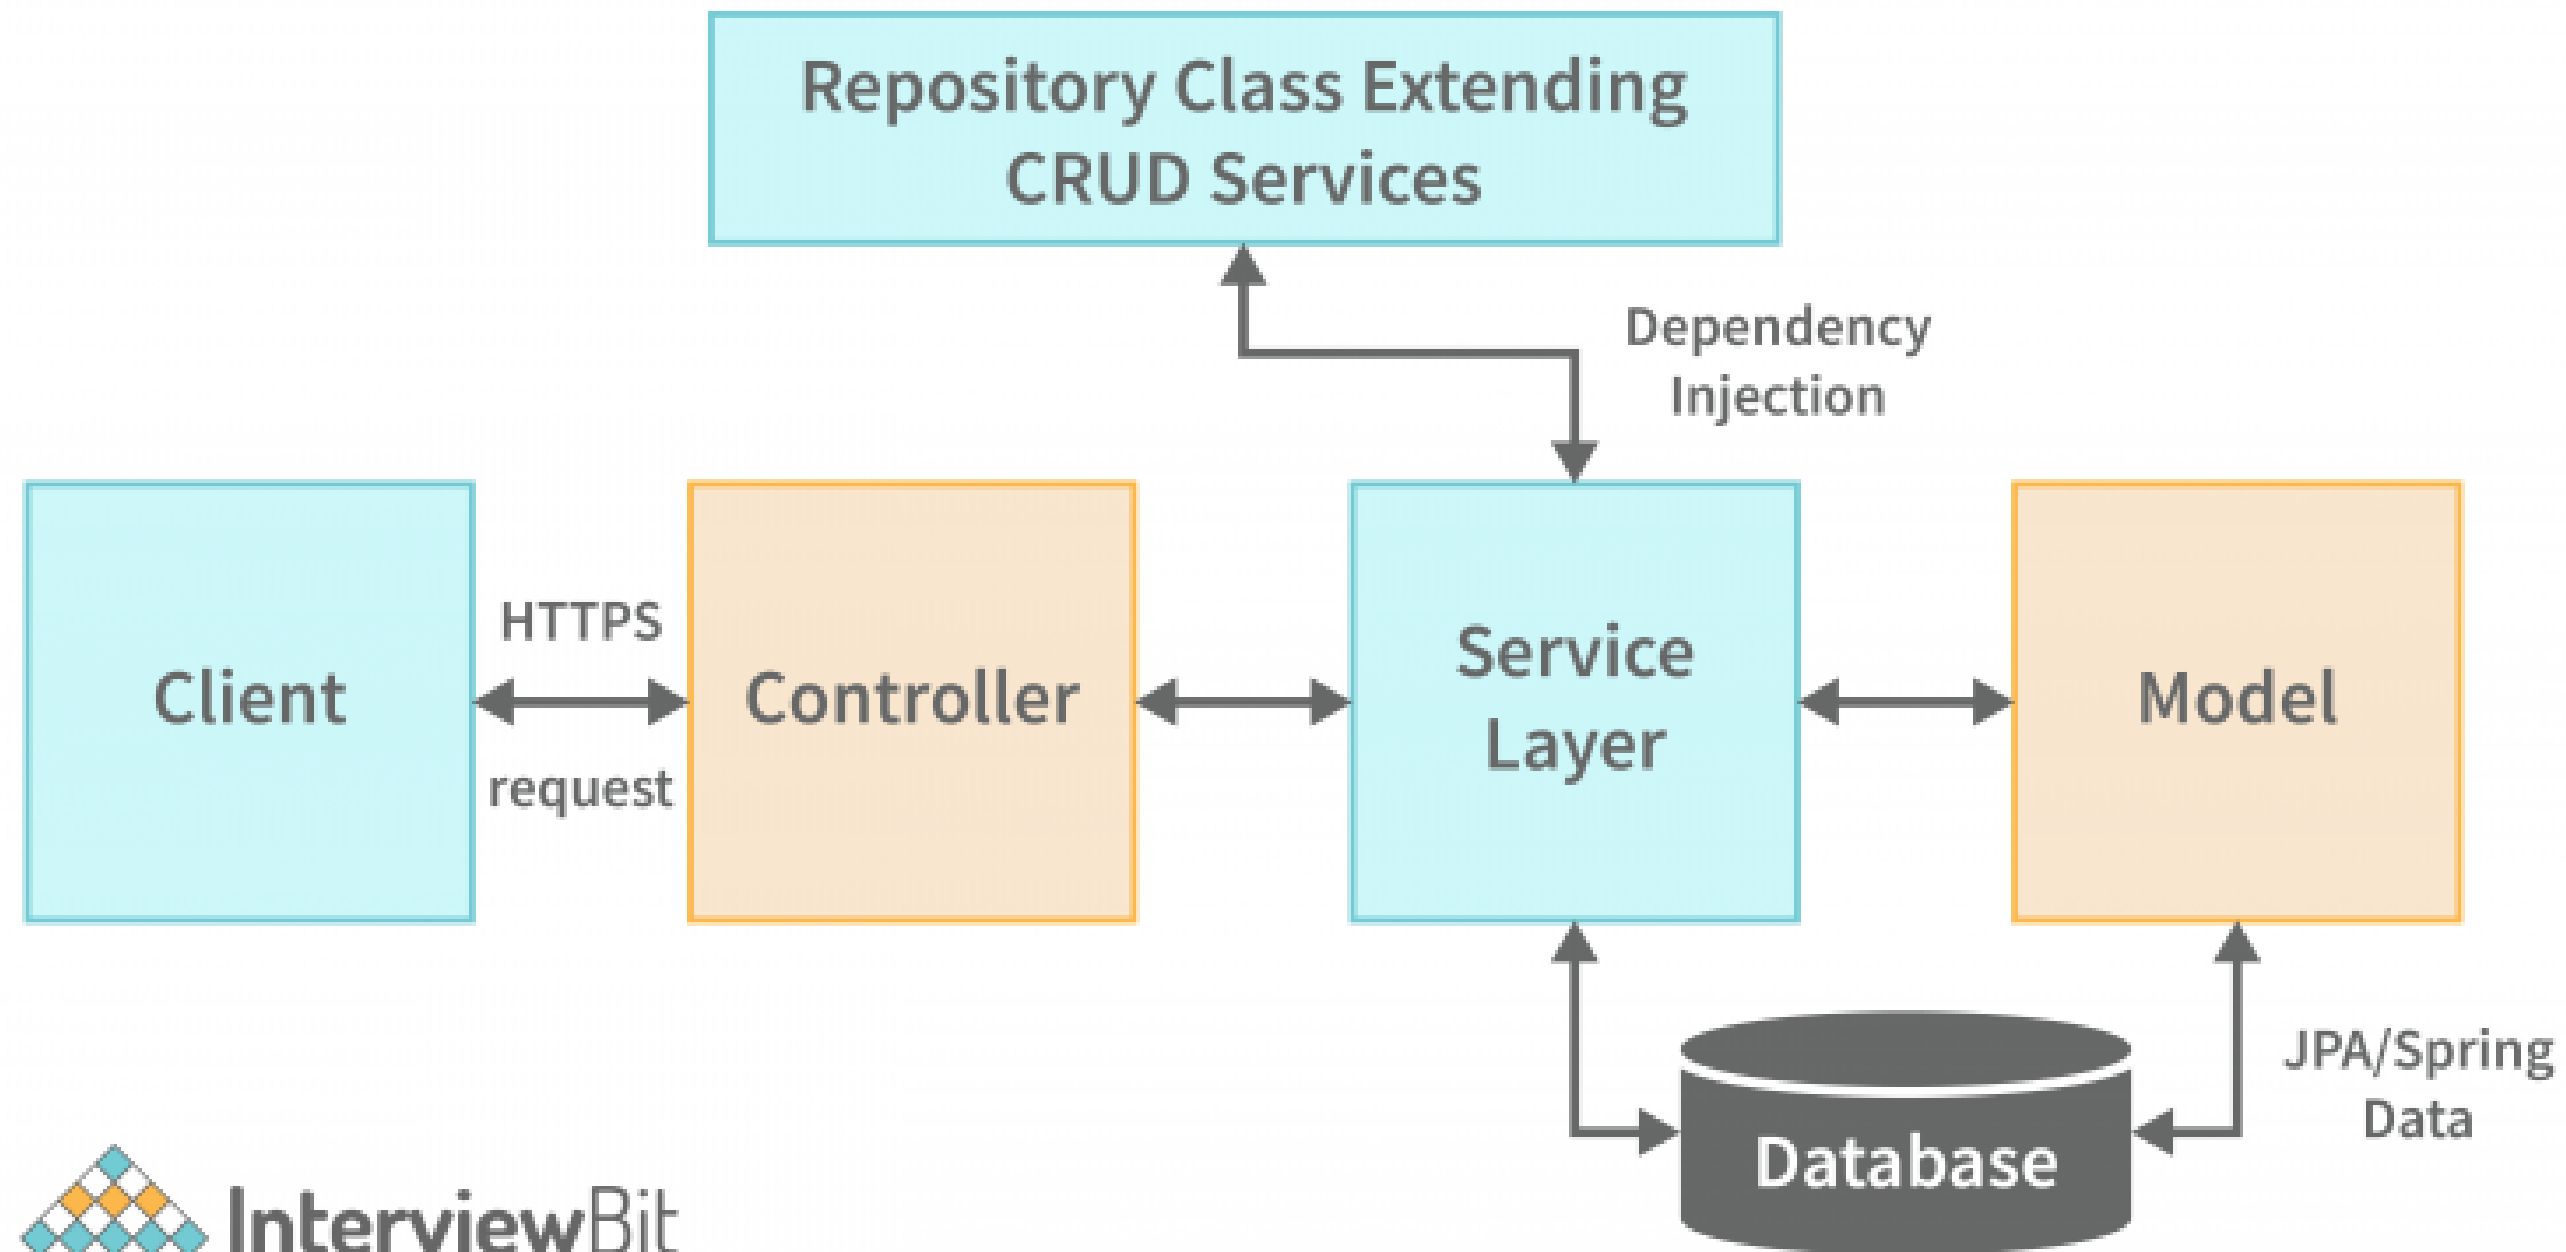 Repository Class Extending
CRUD Services
Dependency
Injection
Client
HTTPS
request
Controller
Service
Layer
Model
JPA/Spring
Data
Database
InterviewBit